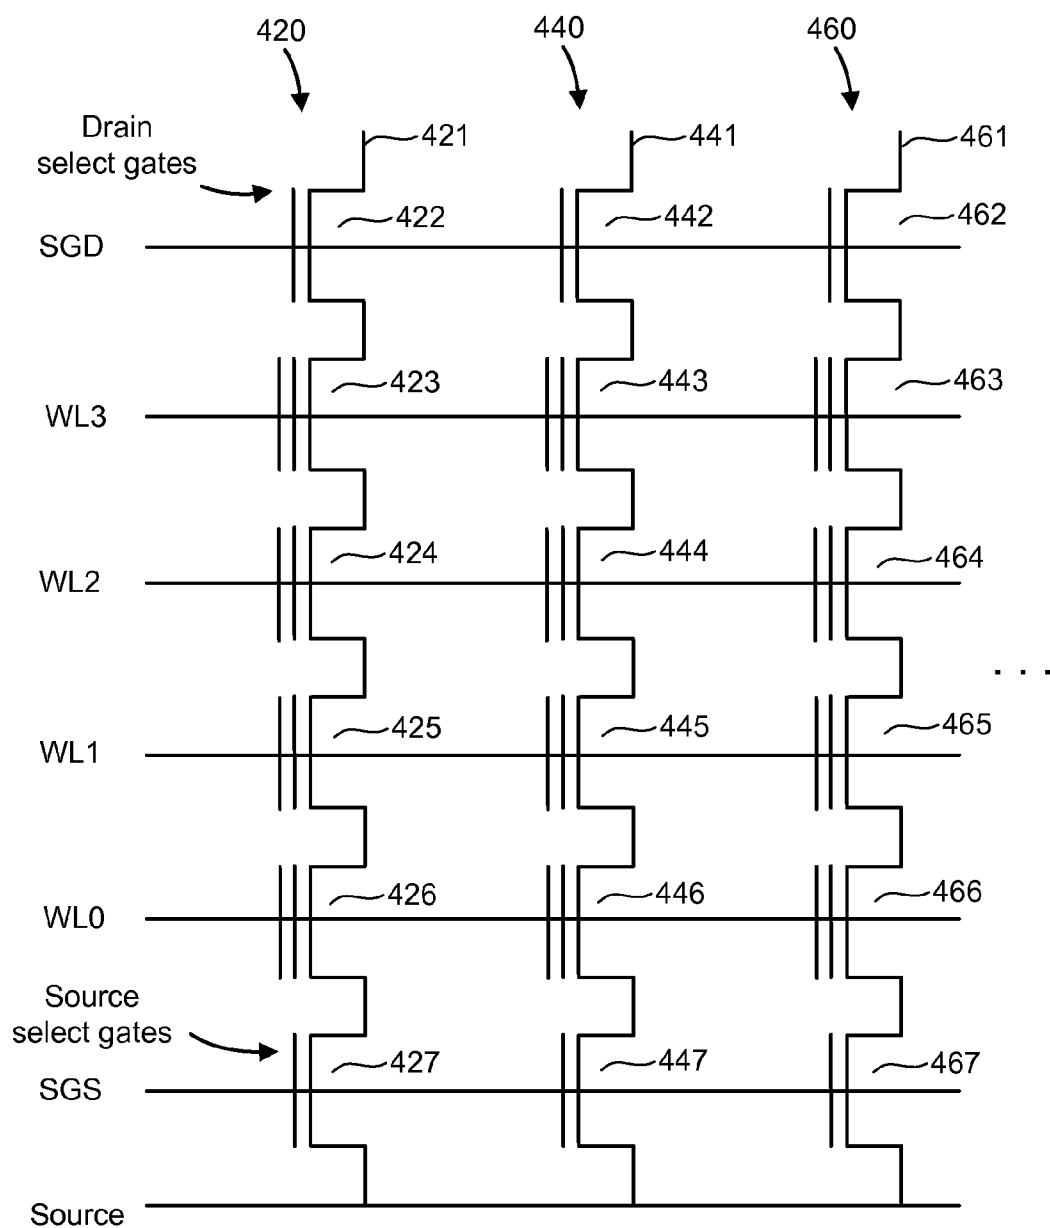 420 440 460
Drain
select gates
421 441 461
422 442 462
SGD
423 443 463
WL3
424 444 464
WL2
. . .
425 445 465
WL1
426 446 466
WL0
Source
select gates
427 447 467
SGS
Source